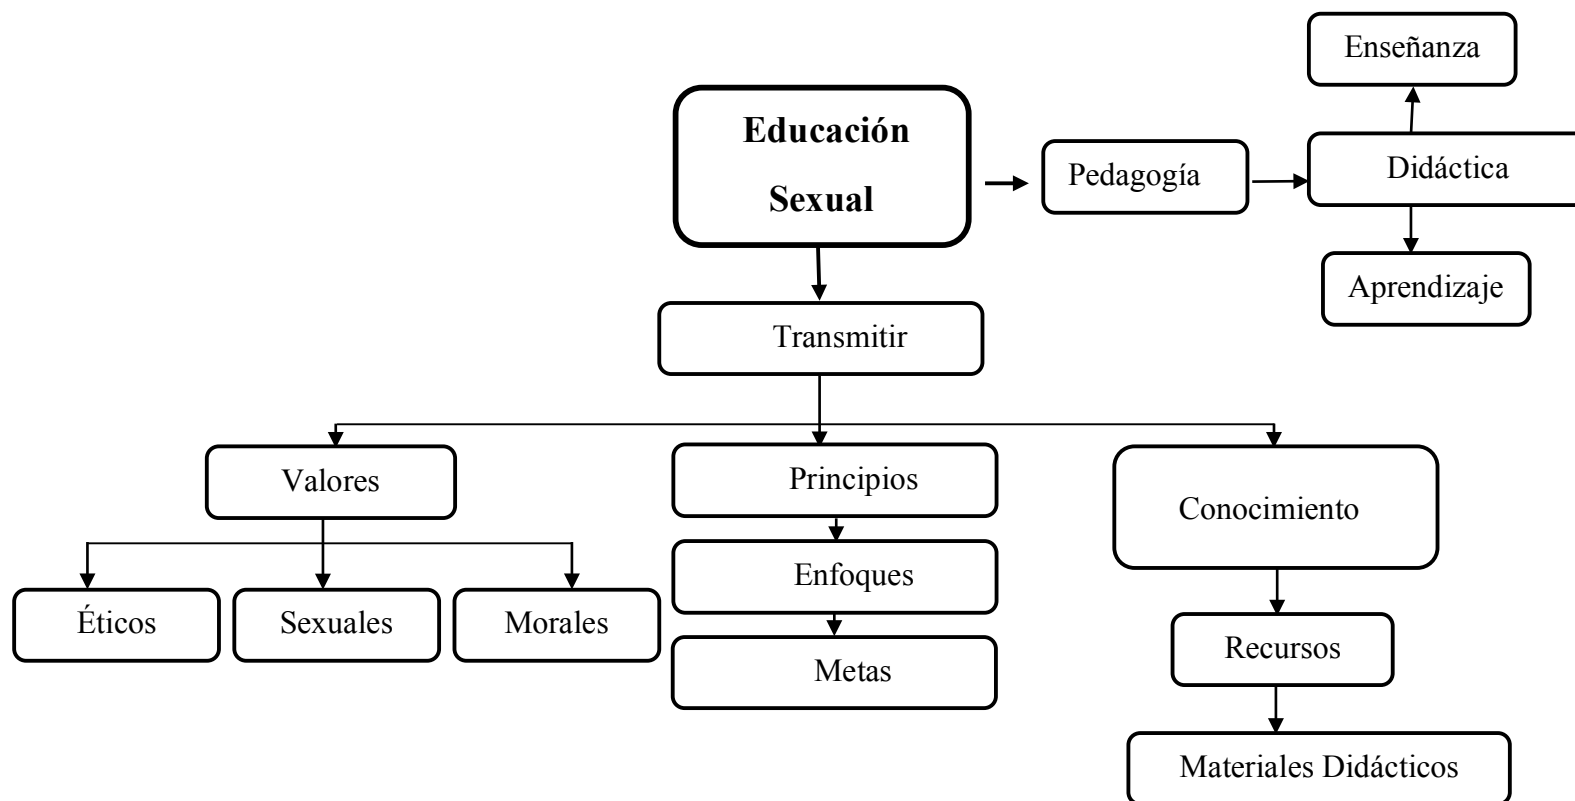 Enseñanza
Educación
Sexual
Pedagogía
Didáctica
Aprendizaje
Transmitir
Valores
Principios
Conocimiento
Enfoques
Éticos
Sexuales
Morales
Recursos
Metas
Materiales Didácticos